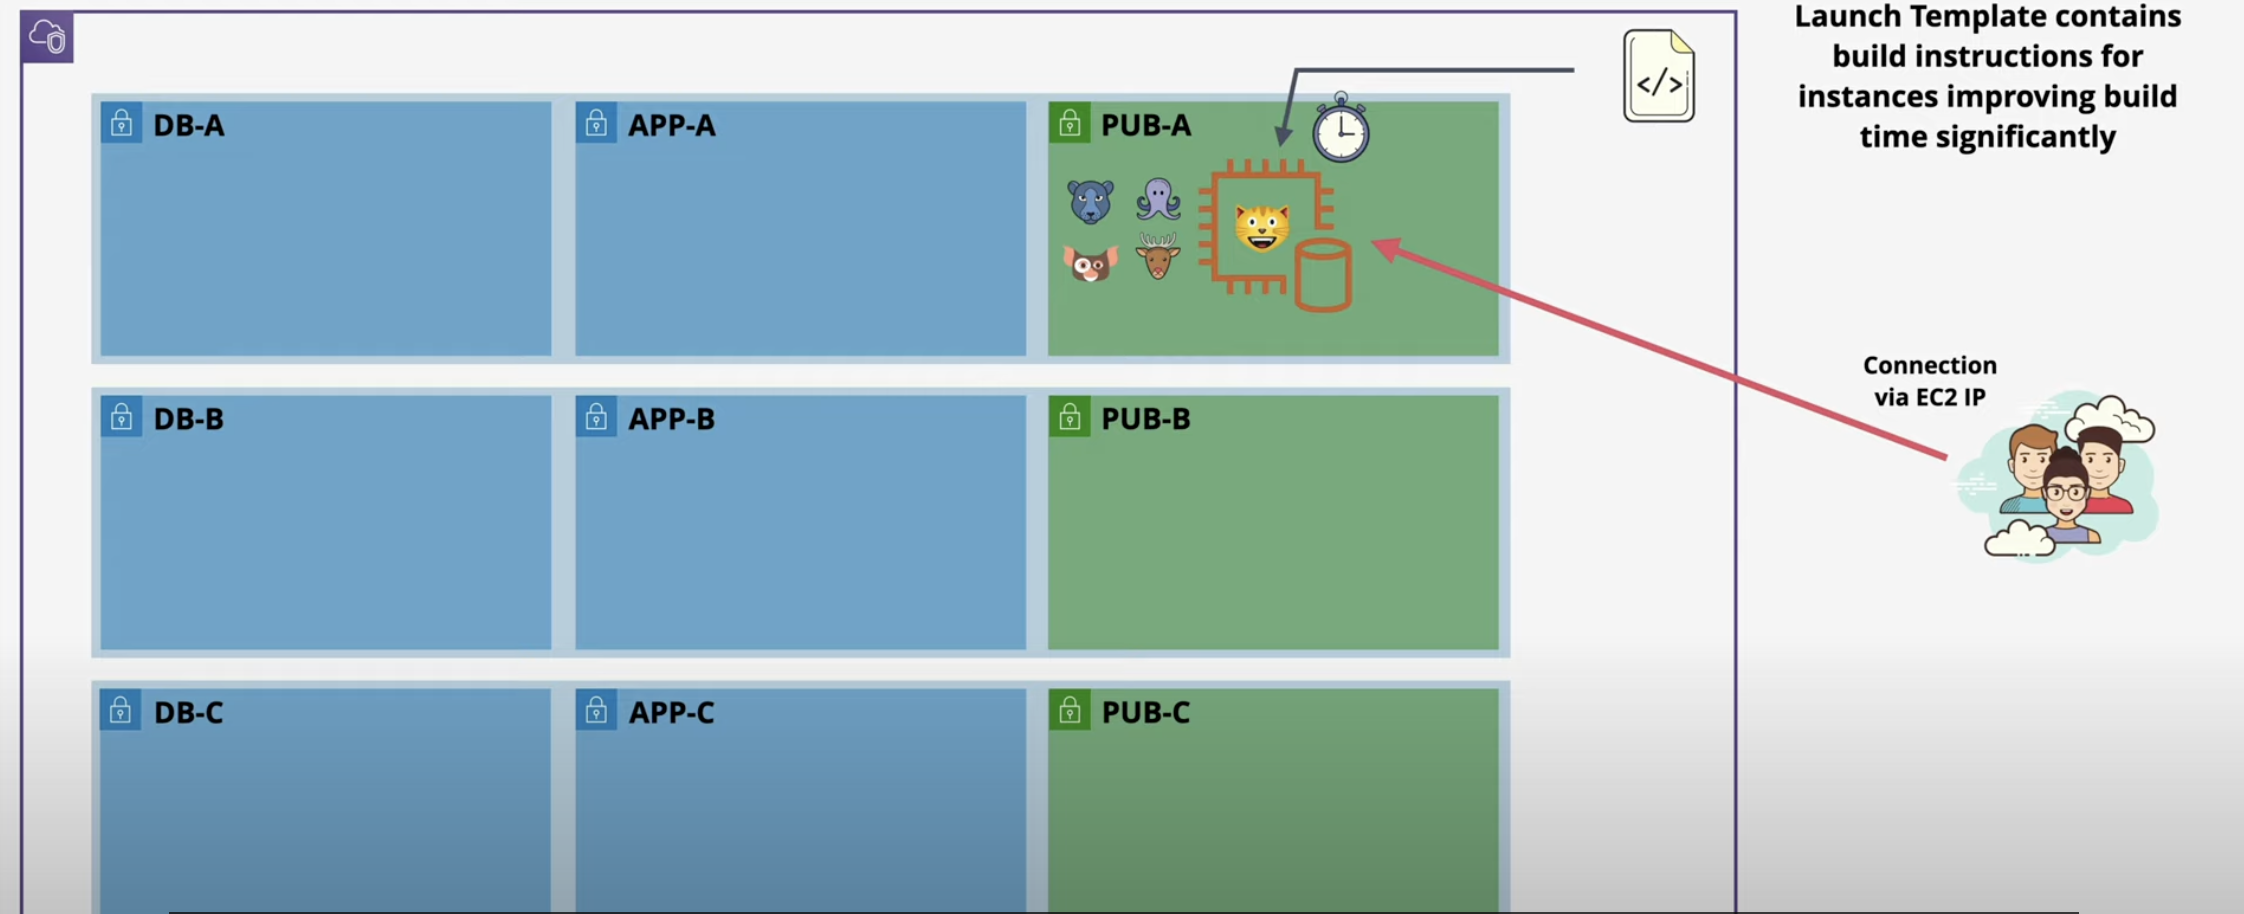 Launch Template contains
build instructions for
instances improving build
time significantly
</>
DB-A
APP-A
PUB-A
Connection
via EC2 IP
DB-B
APP-B
PUB-B
DB-C
APP-C
PUB-C